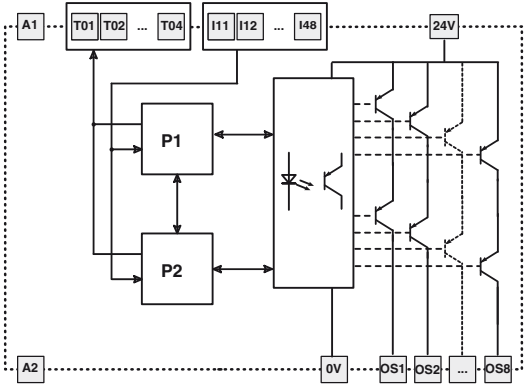 A1 T01 T02 ... T04 I11 I12 ... I48 24V
P1
P2
A2 0V OS1 OS2 ... OS8